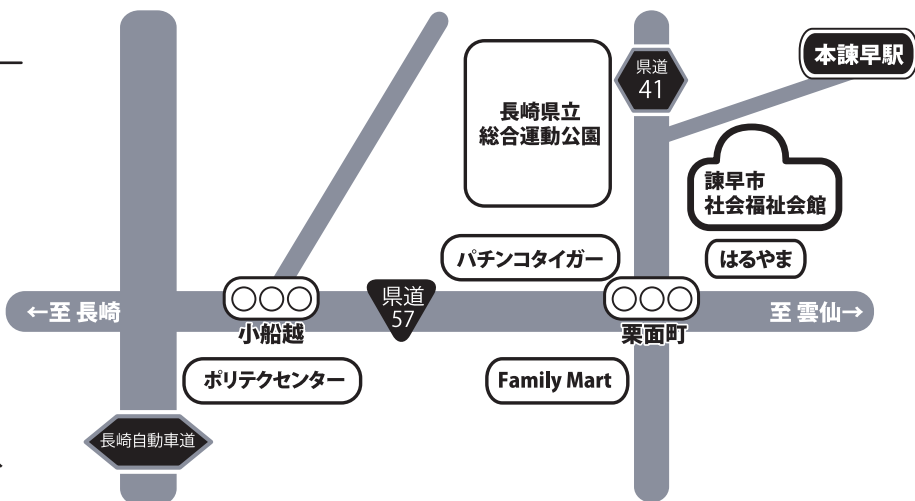 本諫早駅
県道
41
長崎県立
総合運動公園
諫早市
社会福祉会館
パチンコタイガー
はるやま
←至 長崎
県道
57
至 雲仙→
小船越
栗面町
ポリテクセンター
Family Mart
長崎自動車道